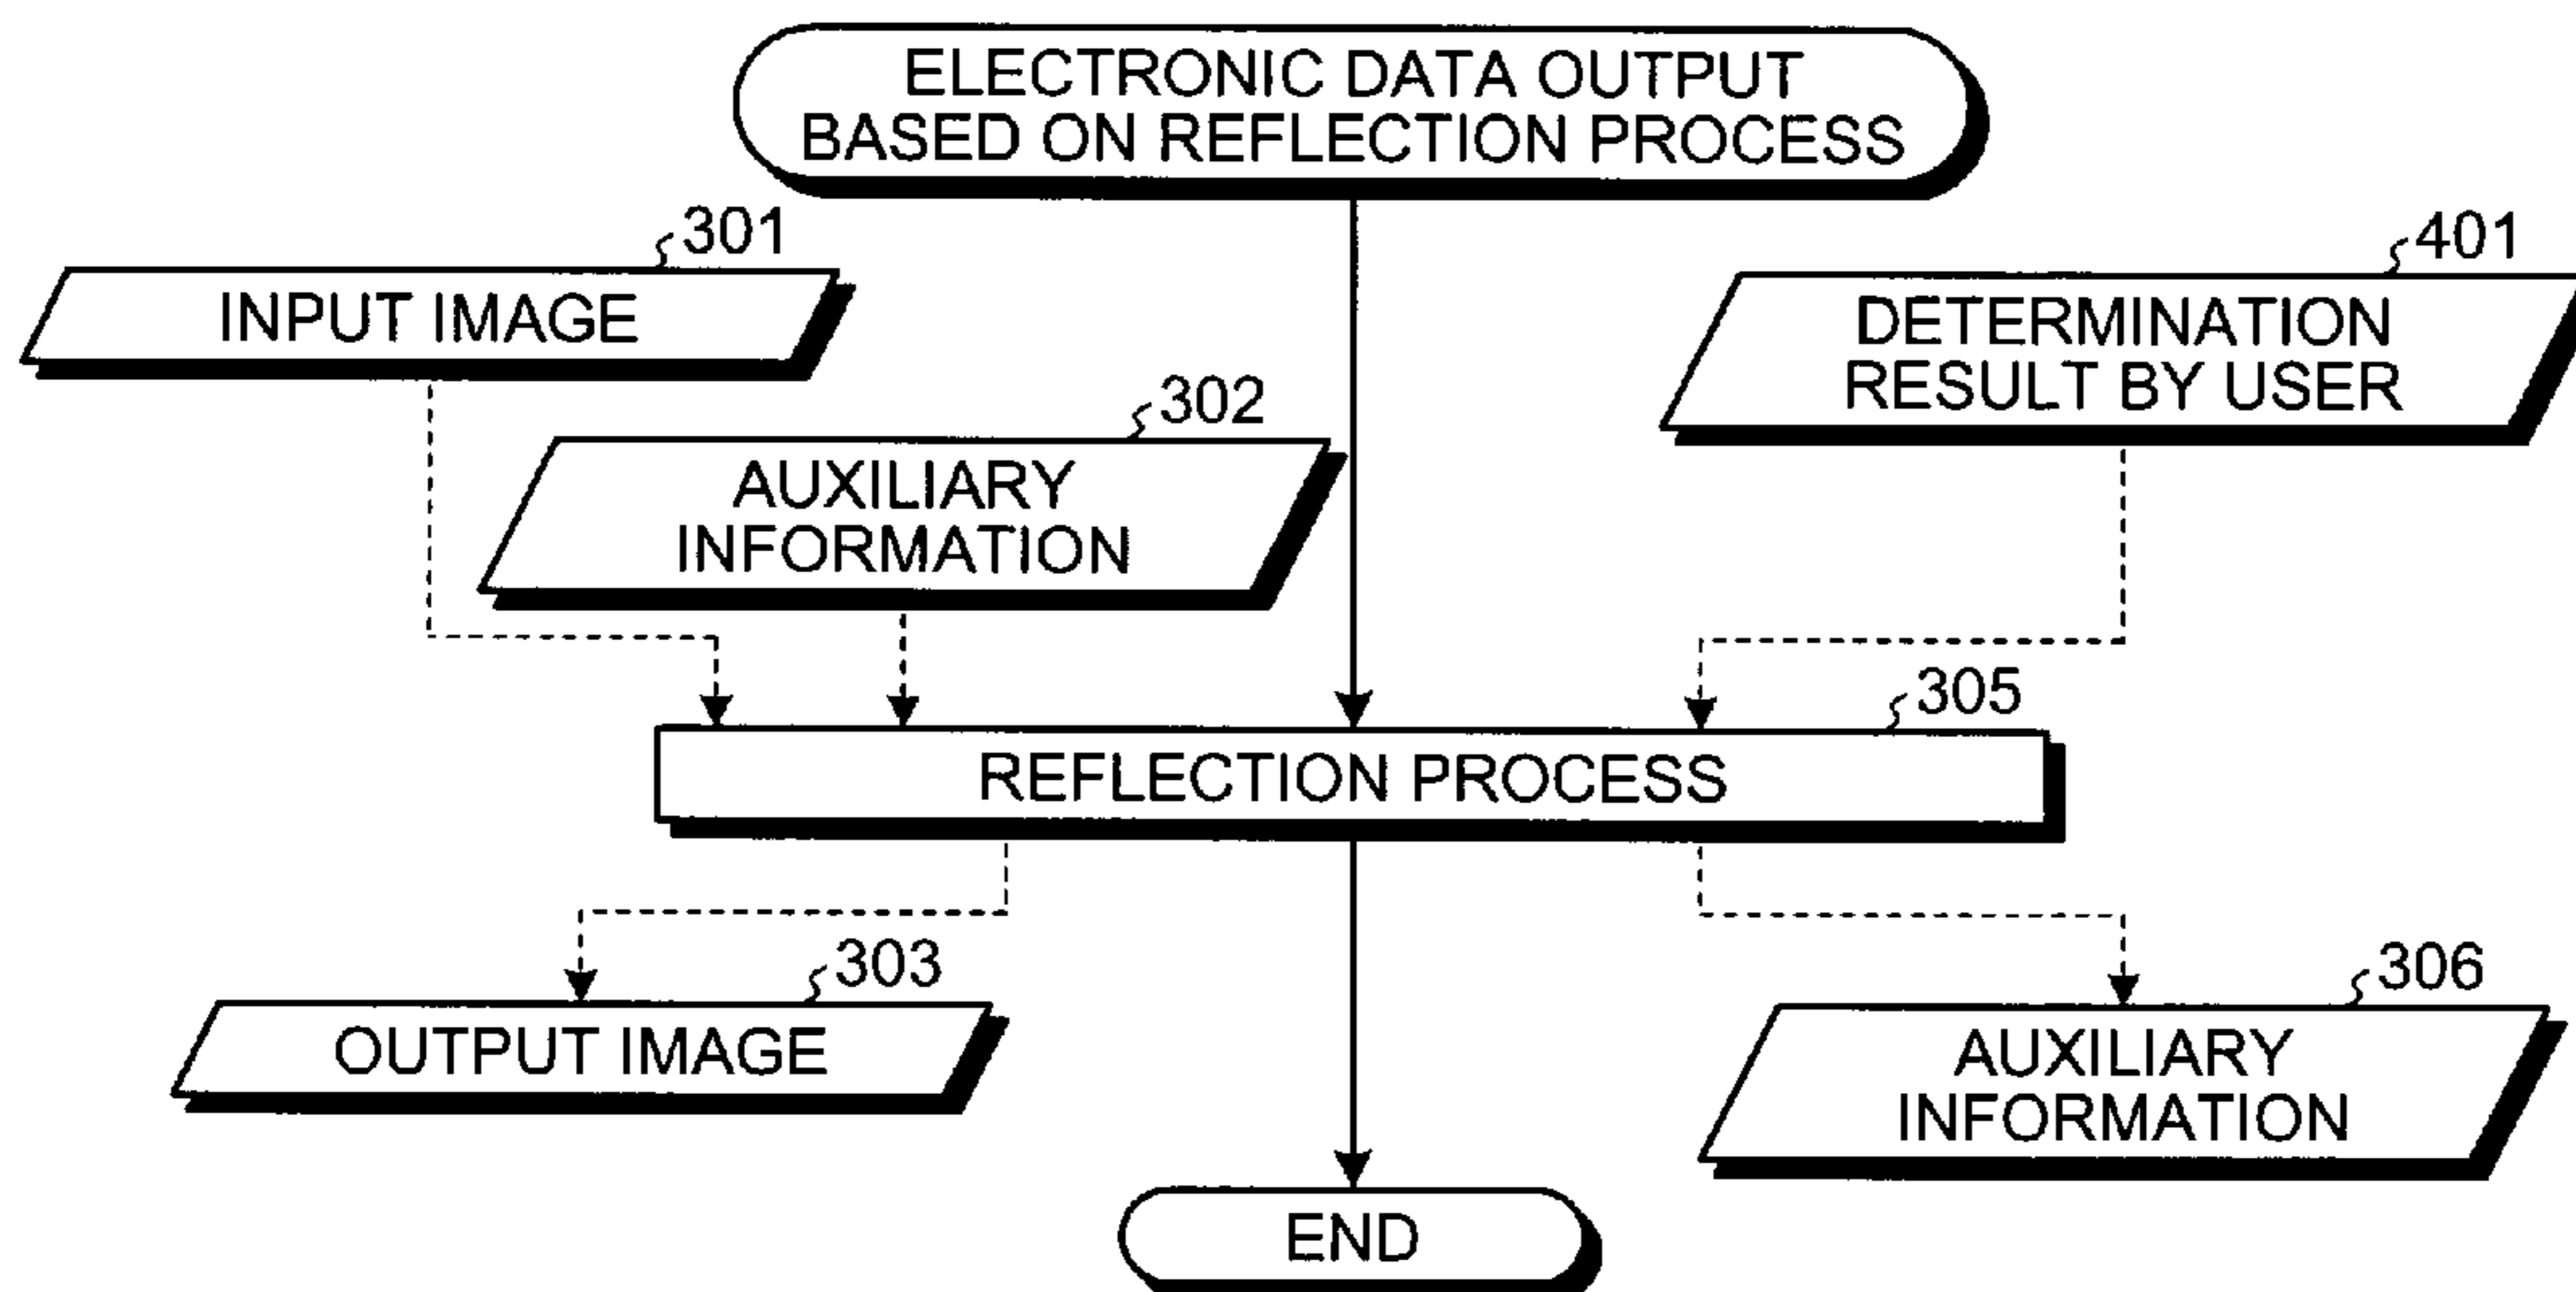 ELECTRONIC DATA OUTPUT
BASED ON REFLECTION PROCESS
301
INPUT IMAGE
401
DETERMINATION
RESULT BY USER
302
AUXILIARY
INFORMATION
305
REFLECTION PROCESS
303
OUTPUT IMAGE
306
AUXILIARY
INFORMATION
END